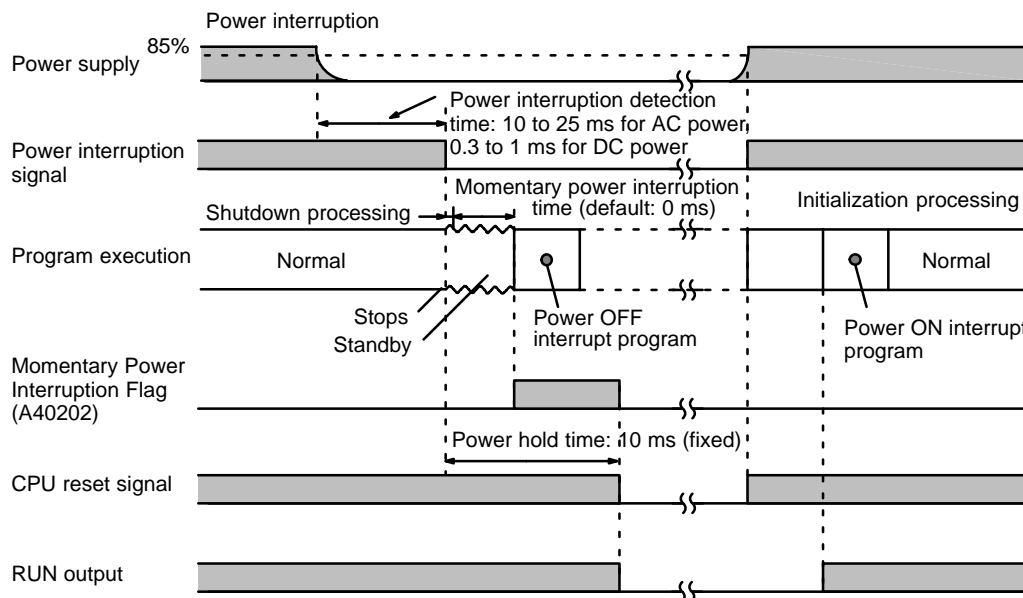 Power interruption
85%
Power supply
Power interruption detection
time: 10 to 25 ms for AC power,
0.3 to 1 ms for DC power
Power interruption
signal
Momentary power interruption
time (default: 0 ms)
Shutdown processing
Initialization processing
Program execution
Normal
Normal
Stops
Standby
Power OFF
interrupt program
Power ON interrupt
program
Momentary Power
Interruption Flag
(A40202)
Power hold time: 10 ms (fixed)
CPU reset signal
RUN output